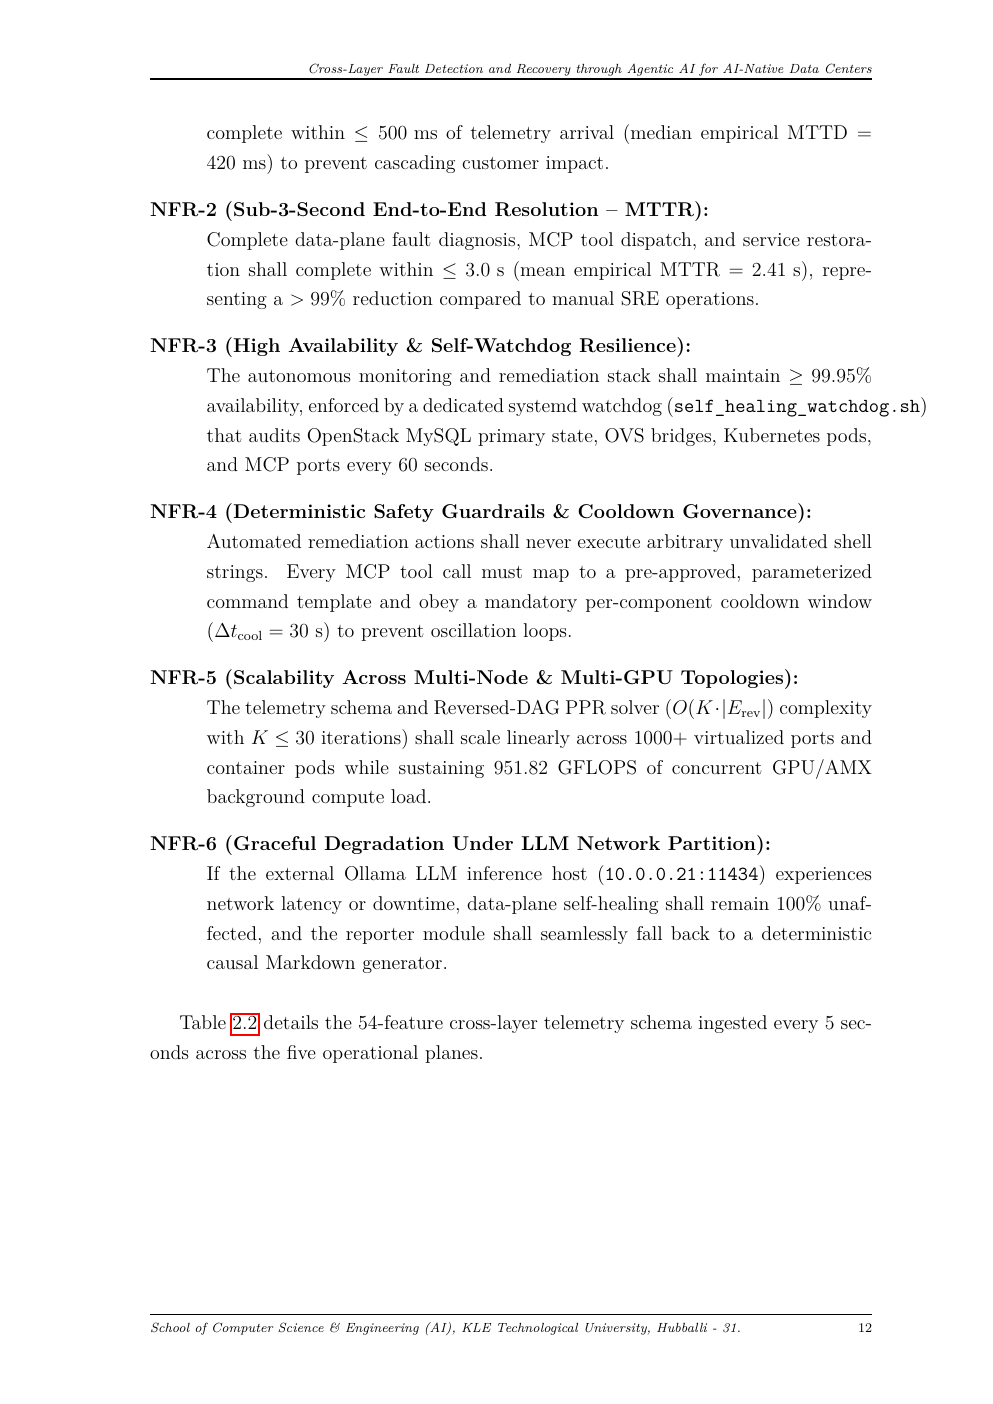 Cross-Layer Fault Detection and Recovery through Agentic AI for AI-Native Data Centers
complete within ≤ 500 ms of telemetry arrival (median empirical MTTD =
420 ms) to prevent cascading customer impact.
NFR-2 (Sub-3-Second End-to-End Resolution – MTTR):
Complete data-plane fault diagnosis, MCP tool dispatch, and service restora-
tion shall complete within ≤ 3.0 s (mean empirical MTTR = 2.41 s), repre-
senting a > 99% reduction compared to manual SRE operations.
NFR-3 (High Availability & Self-Watchdog Resilience):
The autonomous monitoring and remediation stack shall maintain ≥ 99.95%
availability, enforced by a dedicated systemd watchdog (self_healing_watchdog.sh)
that audits OpenStack MySQL primary state, OVS bridges, Kubernetes pods,
and MCP ports every 60 seconds.
NFR-4 (Deterministic Safety Guardrails & Cooldown Governance):
Automated remediation actions shall never execute arbitrary unvalidated shell
strings. Every MCP tool call must map to a pre-approved, parameterized
command template and obey a mandatory per-component cooldown window
(Δt_cool = 30 s) to prevent oscillation loops.
NFR-5 (Scalability Across Multi-Node & Multi-GPU Topologies):
The telemetry schema and Reversed-DAG PPR solver (O(K·|E_rev|) complexity
with K ≤ 30 iterations) shall scale linearly across 1000+ virtualized ports and
container pods while sustaining 951.82 GFLOPS of concurrent GPU/AMX
background compute load.
NFR-6 (Graceful Degradation Under LLM Network Partition):
If the external Ollama LLM inference host (10.0.0.21:11434) experiences
network latency or downtime, data-plane self-healing shall remain 100% unaf-
fected, and the reporter module shall seamlessly fall back to a deterministic
causal Markdown generator.
Table 2.2 details the 54-feature cross-layer telemetry schema ingested every 5 sec-
onds across the five operational planes.
School of Computer Science & Engineering (AI), KLE Technological University, Hubballi - 31. 12